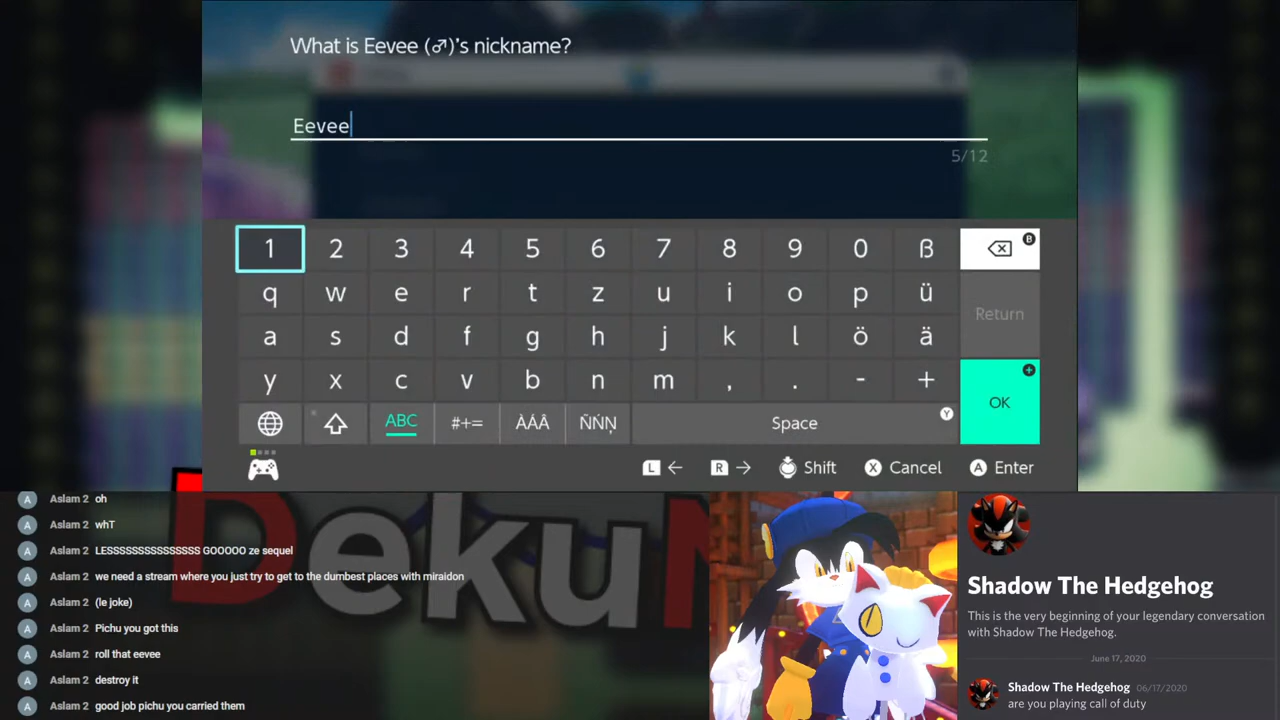 What is Eevee (♂)'s nickname?
Eevee
5/12
1 2 3 4 5 6 7 8 9 0 ß
q w e r t z u i o p ü
Return
a s d f g h j k l ö ä
y x c v b n m , . - +
OK
ABC #+= ÀÁÂ ÑŃŅ Space
L ← R → Shift X Cancel A Enter
Aslam 2 oh
Aslam 2 whT
Aslam 2 LESSSSSSSSSSSSSSS GOOOO ze sequel
Aslam 2 we need a stream where you just try to get to the dumbest places with miraidon
Aslam 2 (le joke)
Aslam 2 Pichu you got this
Aslam 2 roll that eevee
Aslam 2 destroy it
Aslam 2 good job pichu you carried them
Shadow The Hedgehog
This is the very beginning of your legendary conversation
with Shadow The Hedgehog.
June 17, 2020
Shadow The Hedgehog 06/17/2020
are you playing call of duty